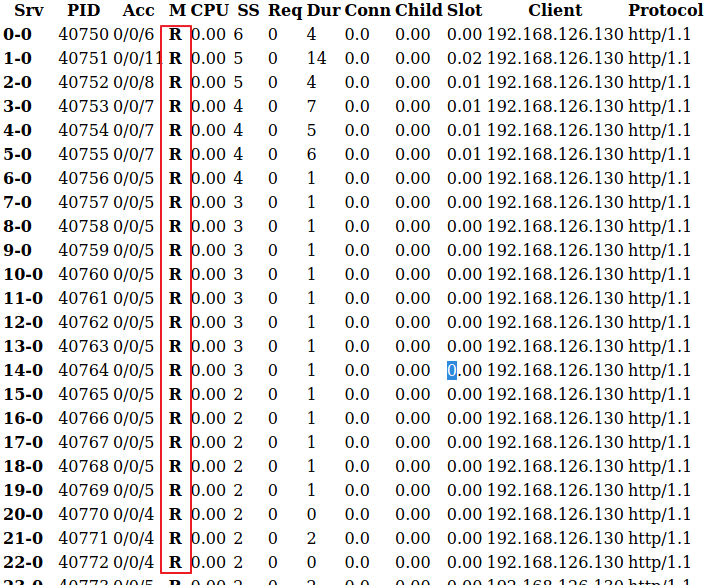 Srv PID Acc M CPU SS Req Dur Conn Child Slot Client Protocol
0-0 40750 0/0/6 R 0.00 6 0 4 0.0 0.00 0.00 192.168.126.130 http/1.1
1-0 40751 0/0/11 R 0.00 5 0 14 0.0 0.00 0.02 192.168.126.130 http/1.1
2-0 40752 0/0/8 R 0.00 5 0 4 0.0 0.00 0.01 192.168.126.130 http/1.1
3-0 40753 0/0/7 R 0.00 4 0 7 0.0 0.00 0.01 192.168.126.130 http/1.1
4-0 40754 0/0/7 R 0.00 4 0 5 0.0 0.00 0.01 192.168.126.130 http/1.1
5-0 40755 0/0/7 R 0.00 4 0 6 0.0 0.00 0.01 192.168.126.130 http/1.1
6-0 40756 0/0/5 R 0.00 4 0 1 0.0 0.00 0.00 192.168.126.130 http/1.1
7-0 40757 0/0/5 R 0.00 3 0 1 0.0 0.00 0.00 192.168.126.130 http/1.1
8-0 40758 0/0/5 R 0.00 3 0 1 0.0 0.00 0.00 192.168.126.130 http/1.1
9-0 40759 0/0/5 R 0.00 3 0 1 0.0 0.00 0.00 192.168.126.130 http/1.1
10-0 40760 0/0/5 R 0.00 3 0 1 0.0 0.00 0.00 192.168.126.130 http/1.1
11-0 40761 0/0/5 R 0.00 3 0 1 0.0 0.00 0.00 192.168.126.130 http/1.1
12-0 40762 0/0/5 R 0.00 3 0 1 0.0 0.00 0.00 192.168.126.130 http/1.1
13-0 40763 0/0/5 R 0.00 3 0 1 0.0 0.00 0.00 192.168.126.130 http/1.1
14-0 40764 0/0/5 R 0.00 3 0 1 0.0 0.00 0.00 192.168.126.130 http/1.1
15-0 40765 0/0/5 R 0.00 2 0 1 0.0 0.00 0.00 192.168.126.130 http/1.1
16-0 40766 0/0/5 R 0.00 2 0 1 0.0 0.00 0.00 192.168.126.130 http/1.1
17-0 40767 0/0/5 R 0.00 2 0 1 0.0 0.00 0.00 192.168.126.130 http/1.1
18-0 40768 0/0/5 R 0.00 2 0 1 0.0 0.00 0.00 192.168.126.130 http/1.1
19-0 40769 0/0/5 R 0.00 2 0 1 0.0 0.00 0.00 192.168.126.130 http/1.1
20-0 40770 0/0/4 R 0.00 2 0 0 0.0 0.00 0.00 192.168.126.130 http/1.1
21-0 40771 0/0/4 R 0.00 2 0 2 0.0 0.00 0.00 192.168.126.130 http/1.1
22-0 40772 0/0/4 R 0.00 2 0 0 0.0 0.00 0.00 192.168.126.130 http/1.1
23-0 40773 0/0/5 R 0.00 2 0 2 0.0 0.00 0.00 192.168.126.130 http/1.1